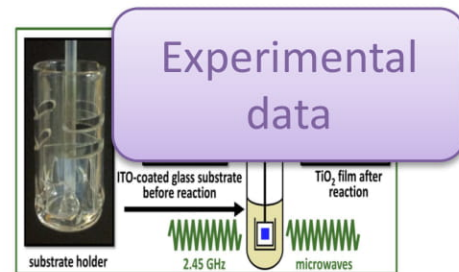 Experimental
data
ITO-coated glass substrate
before reaction
TiO2 film after
reaction
substrate holder
2.45 GHz
microwaves